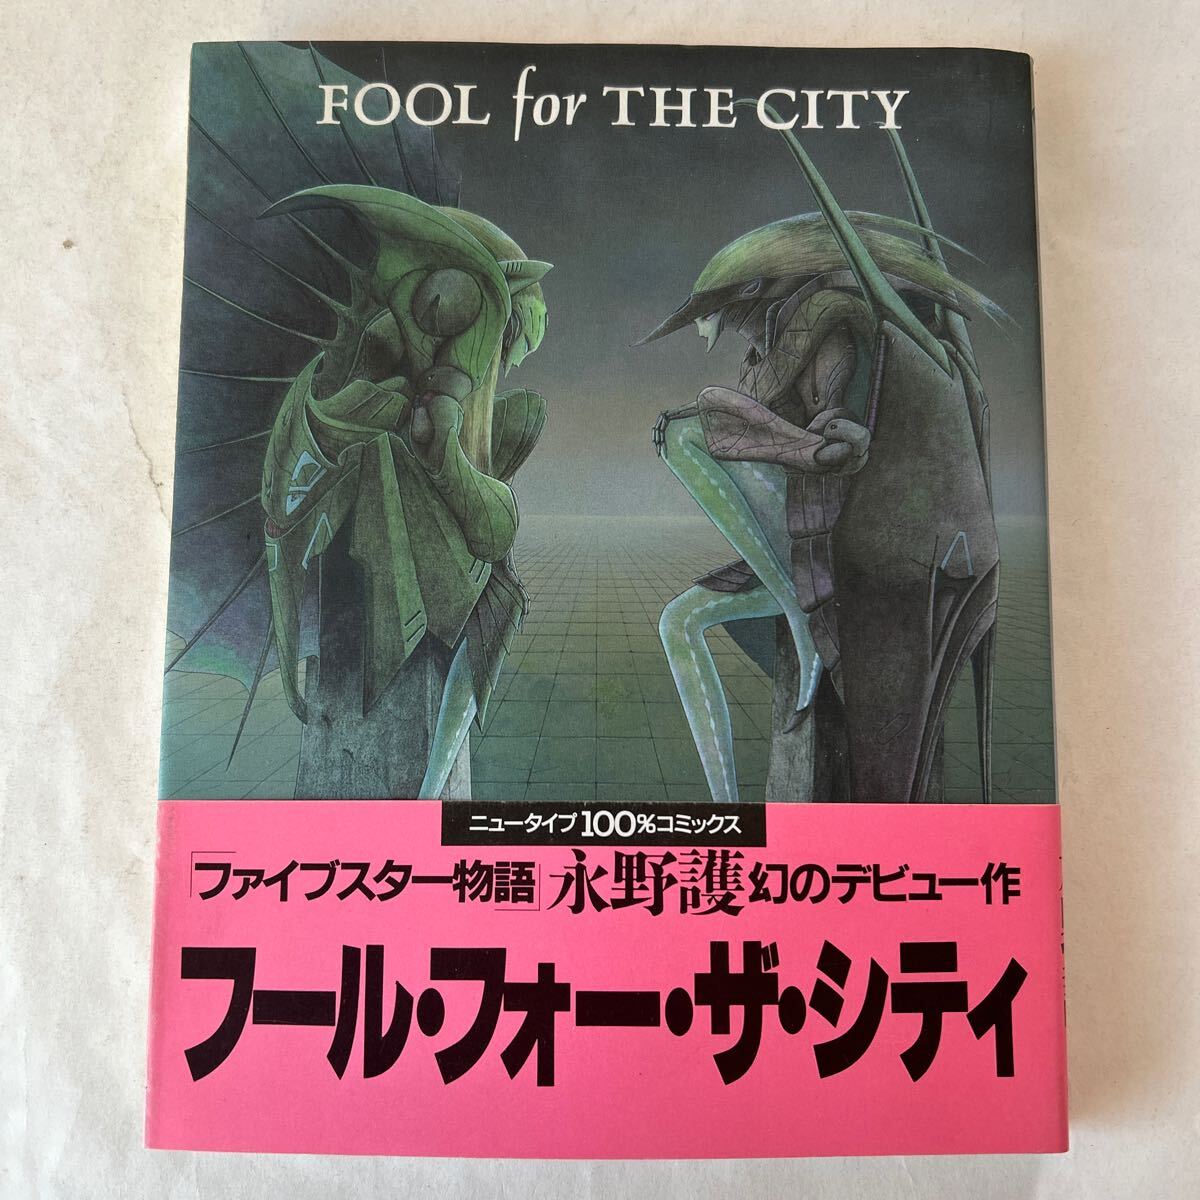 FOOL for THE CITY
ニュータイプ100%コミックス
「ファイブスター物語」永野護幻のデビュー作
フール・フォー・ザ・シティ